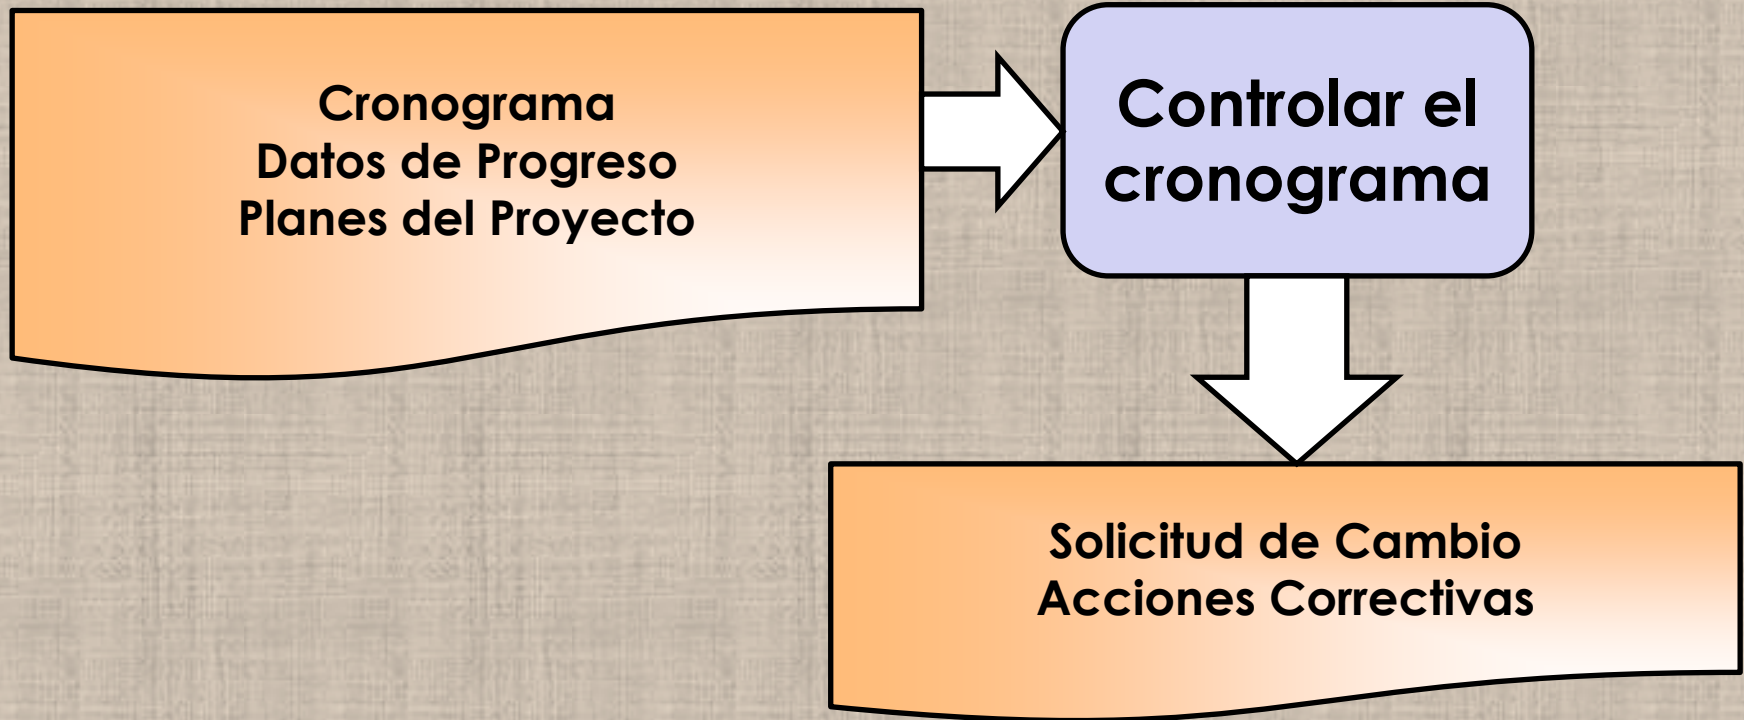 Cronograma
Datos de Progreso
Planes del Proyecto
Controlar el
cronograma
Solicitud de Cambio
Acciones Correctivas